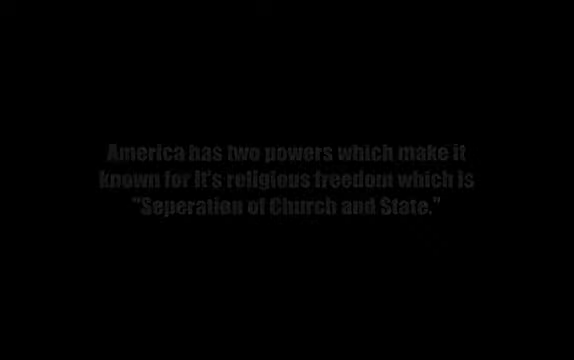 America has two powers which make it
known for it's religious freedom which is
"Seperation of Church and State."